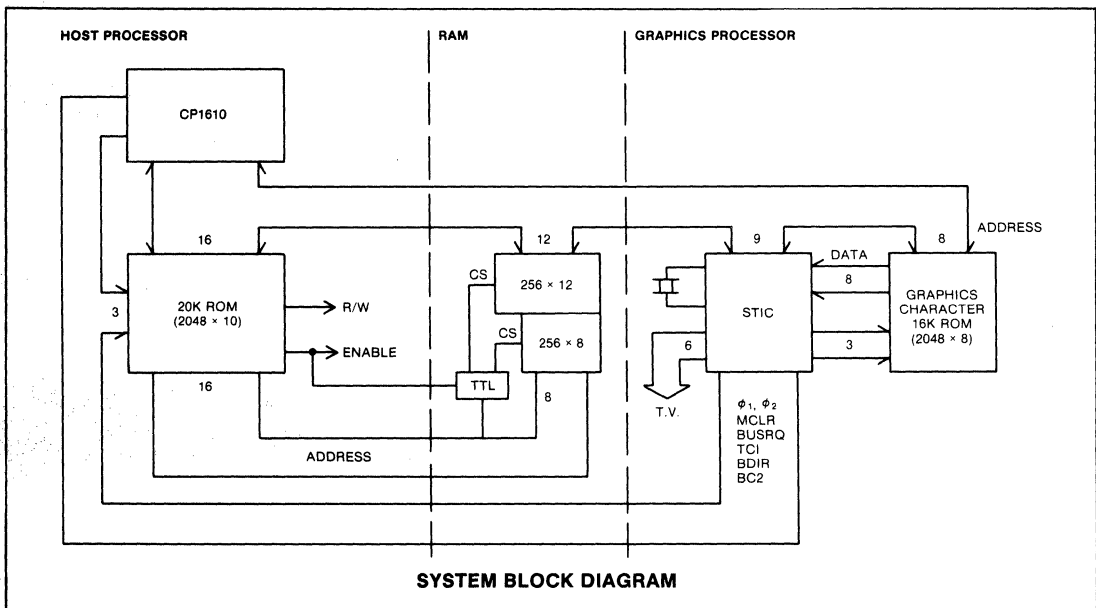 HOST PROCESSOR
RAM
GRAPHICS PROCESSOR
CP1610
ADDRESS
16
12
9
8
20K ROM
(2048 × 10)
3
R/W
ENABLE
16
CS
256 × 12
CS
256 × 8
TTL
8
STIC
6
T.V.
DATA
8
3
GRAPHICS
CHARACTER
16K ROM
(2048 × 8)
ϕ1, ϕ2
MCLR
BUSRQ
TCI
BDIR
BC2
ADDRESS
SYSTEM BLOCK DIAGRAM